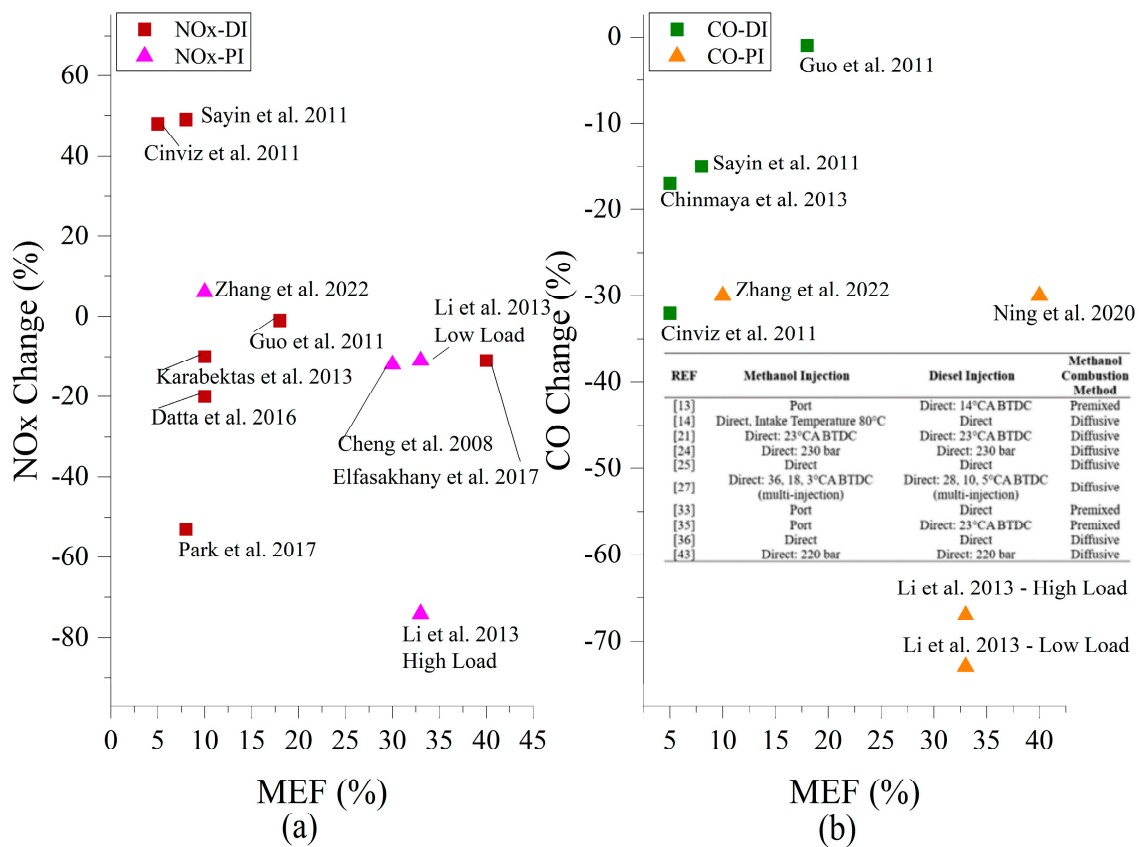 NOx-DI
NOx-PI
60
40
20
0
-20
-40
-60
-80
NOx Change (%)
Sayin et al. 2011
Cinviz et al. 2011
Zhang et al. 2022
Guo et al. 2011
Li et al. 2013
Low Load
Karabektas et al. 2013
Datta et al. 2016
Cheng et al. 2008
Elfasakhany et al. 2017
Park et al. 2017
Li et al. 2013
High Load
0 5 10 15 20 25 30 35 40 45
MEF (%)
(a)
CO-DI
CO-PI
0
-10
-20
-30
-40
-50
-60
-70
CO Change (%)
Guo et al. 2011
Sayin et al. 2011
Chinmaya et al. 2013
Zhang et al. 2022
Ning et al. 2020
Cinviz et al. 2011
REF Methanol Injection Diesel Injection Methanol Combustion Method
[13] Port Direct: 14°CA BTDC Premixed
[14] Direct, Intake Temperature 80°C Direct Diffusive
[21] Direct: 23°CA BTDC Direct: 23°CA BTDC Diffusive
[24] Direct: 230 bar Direct: 230 bar Diffusive
[25] Direct Direct Diffusive
[27] Direct: 36, 18, 3°CA BTDC (multi-injection) Direct: 28, 10, 5°CA BTDC (multi-injection) Diffusive
[33] Port Direct Premixed
[35] Port Direct: 23°CA BTDC Premixed
[36] Direct Direct Diffusive
[43] Direct: 220 bar Direct: 220 bar Diffusive
Li et al. 2013 - High Load
Li et al. 2013 - Low Load
5 10 15 20 25 30 35 40
MEF (%)
(b)